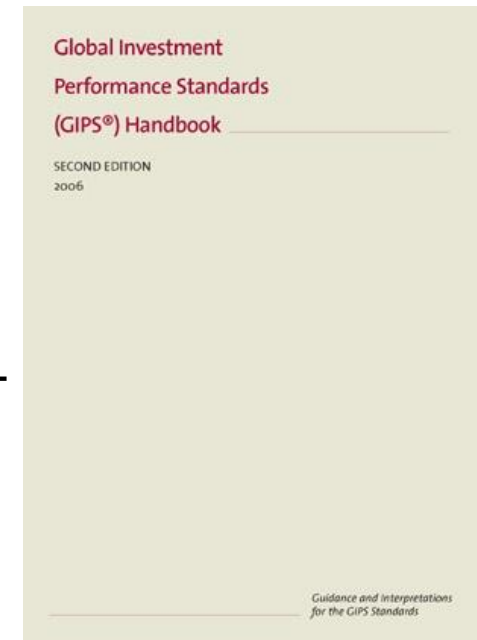 Global Investment
Performance Standards
(GIPS®) Handbook
SECOND EDITION
2006
Guidance and Interpretations
for the GIPS Standards